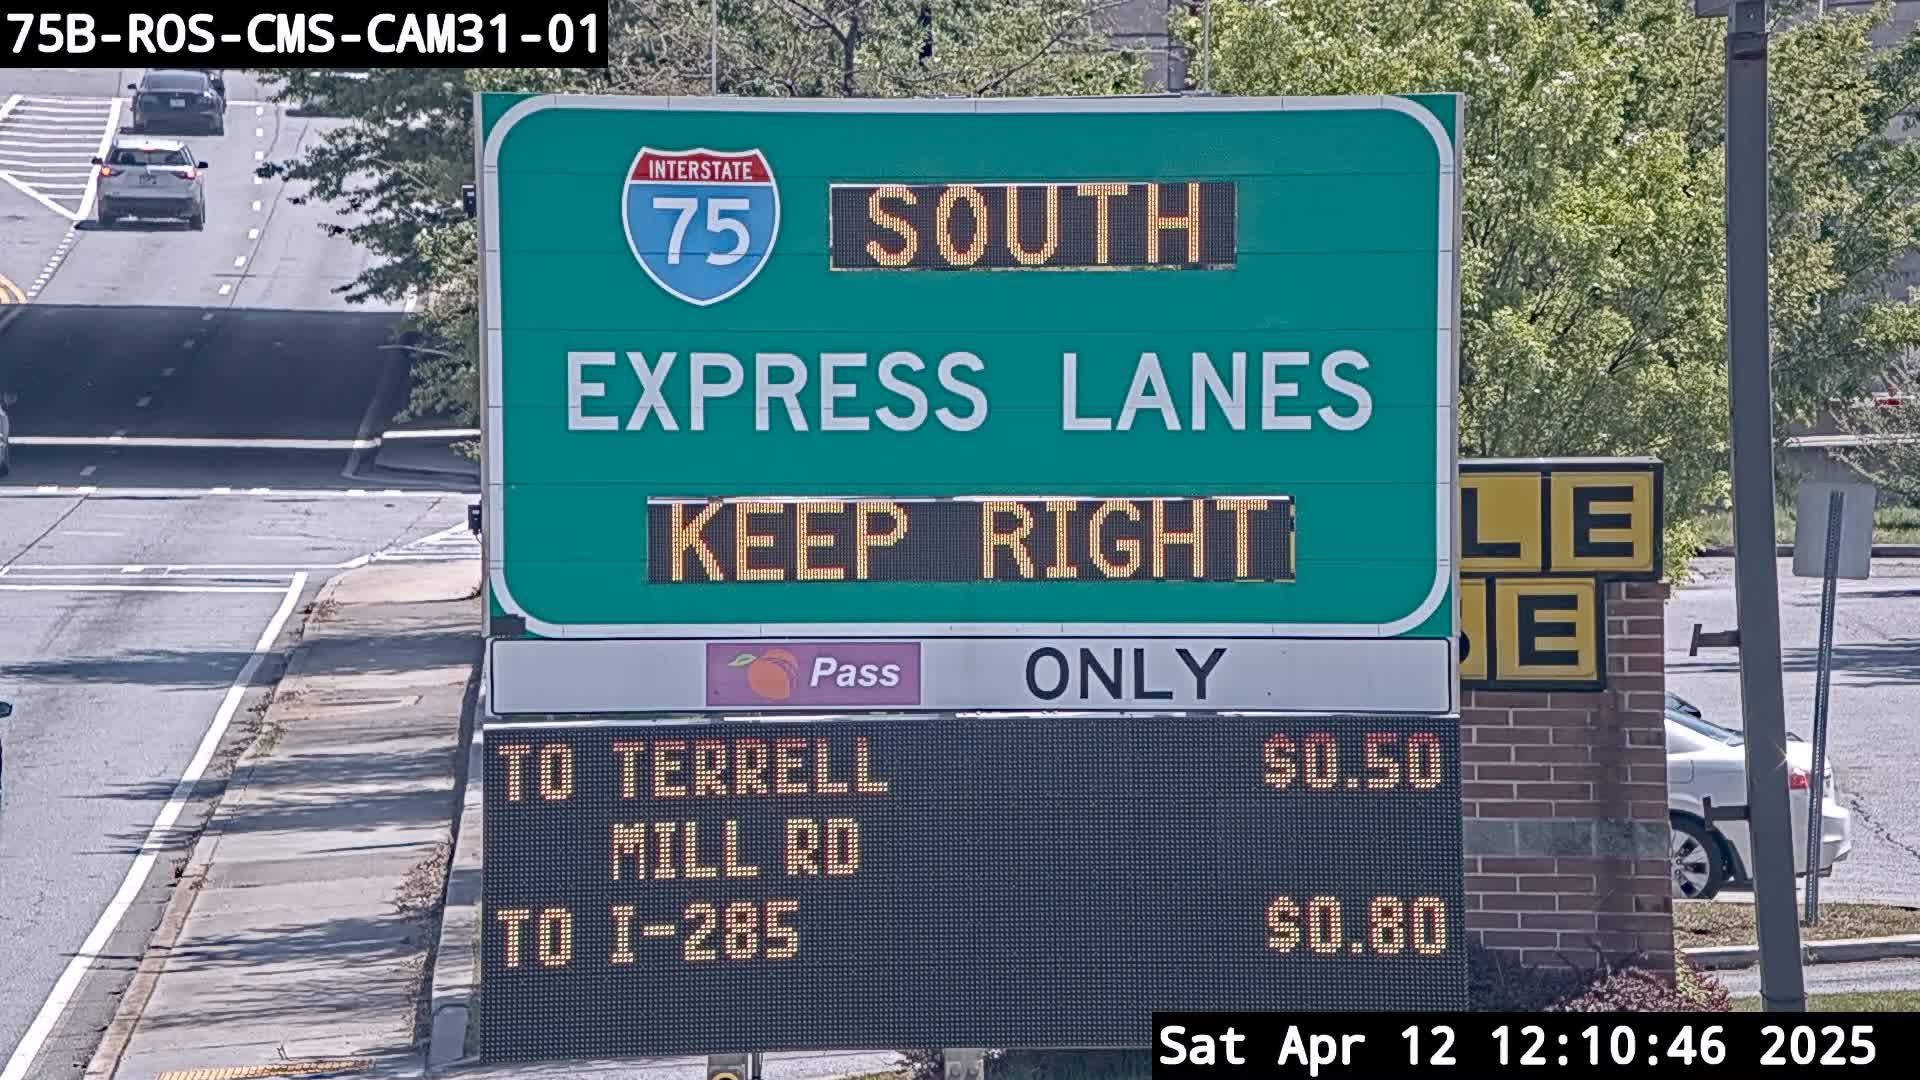 75B-ROS-CMS-CAM31-01
INTERSTATE
75
SOUTH
EXPRESS LANES
KEEP RIGHT
LE
E
Pass ONLY
TO TERRELL $0.50
MILL RD
TO I-285 $0.80
Sat Apr 12 12:10:46 2025